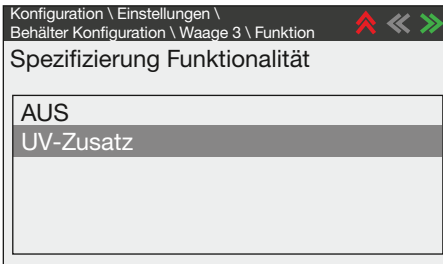 Konfiguration \ Einstellungen \
Behälter Konfiguration \ Waage 3 \ Funktion
Spezifizierung Funktionalität
AUS
UV-Zusatz